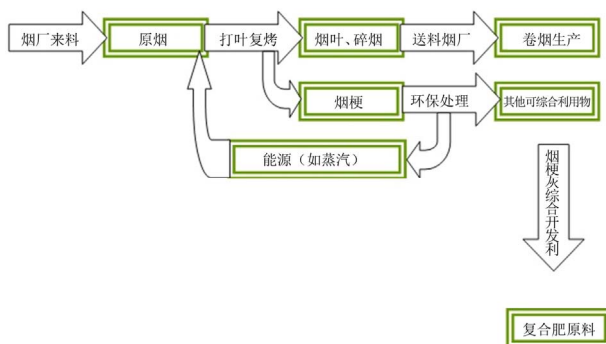 烟厂来料
原烟
打叶复烤
烟叶、碎烟
送料烟厂
卷烟生产
烟梗
环保处理
其他可综合利用物
能源（如蒸汽）
烟梗灰综合开发利
复合肥原料